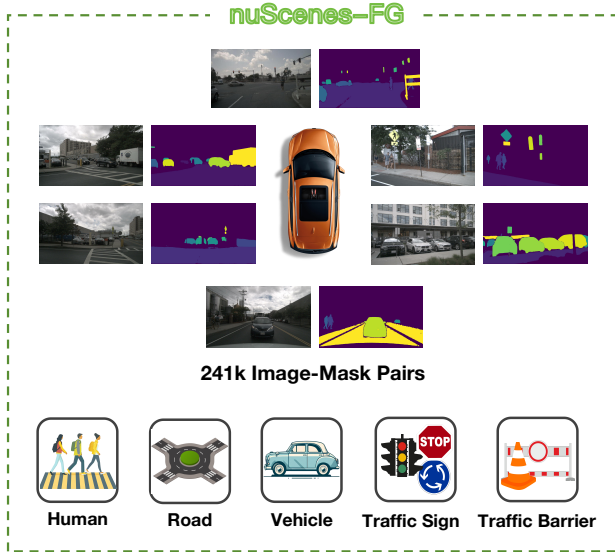 nuScenes–FG
241k Image-Mask Pairs
STOP
Human
Road
Vehicle
Traffic Sign
Traffic Barrier